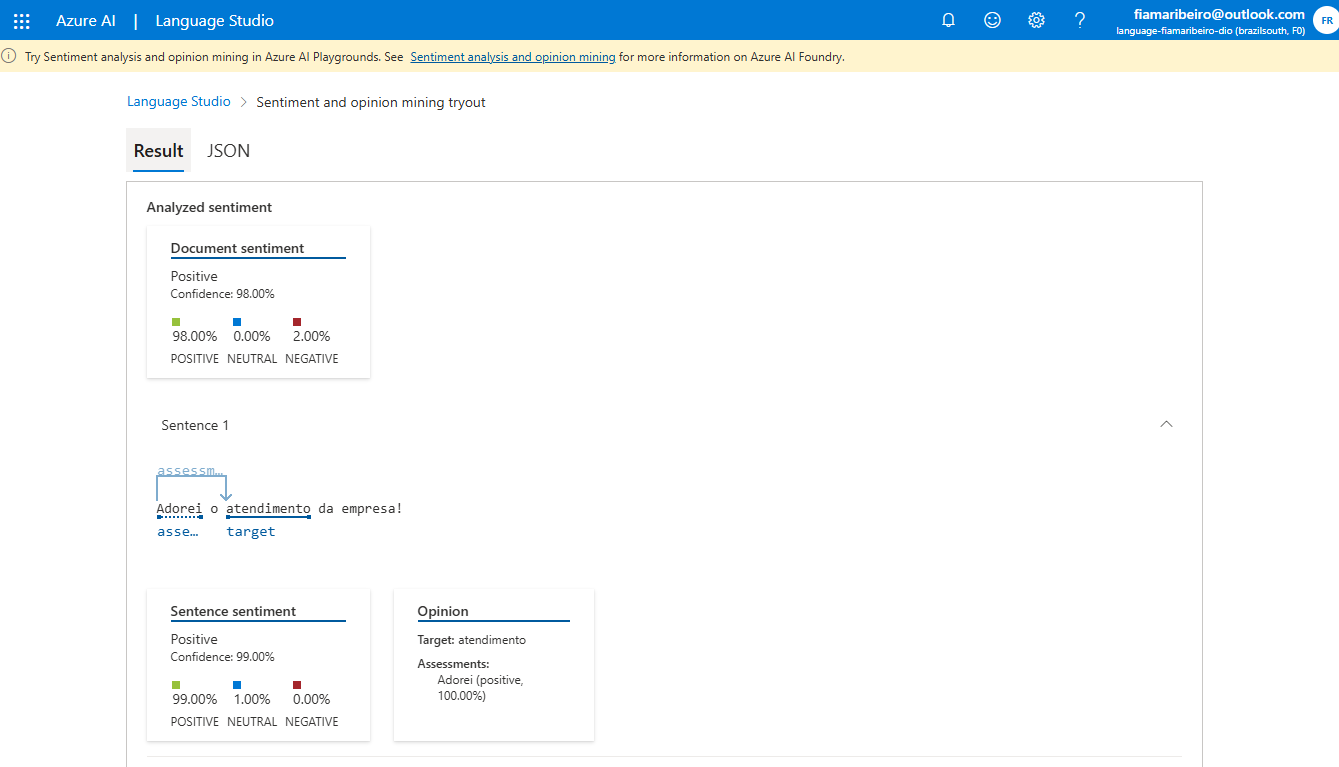 Azure AI | Language Studio
fiamaribeiro@outlook.com
language-fiamaribeiro-dio (brazilsouth, F0)
FR
Try Sentiment analysis and opinion mining in Azure AI Playgrounds. See Sentiment analysis and opinion mining for more information on Azure AI Foundry.
Language Studio > Sentiment and opinion mining tryout
Result JSON
Analyzed sentiment
Document sentiment
Positive
Confidence: 98.00%
98.00% 0.00% 2.00%
POSITIVE NEUTRAL NEGATIVE
Sentence 1
assessm…
Adorei o atendimento da empresa!
asse… target
Sentence sentiment
Positive
Confidence: 99.00%
99.00% 1.00% 0.00%
POSITIVE NEUTRAL NEGATIVE
Opinion
Target: atendimento
Assessments:
Adorei (positive,
100.00%)